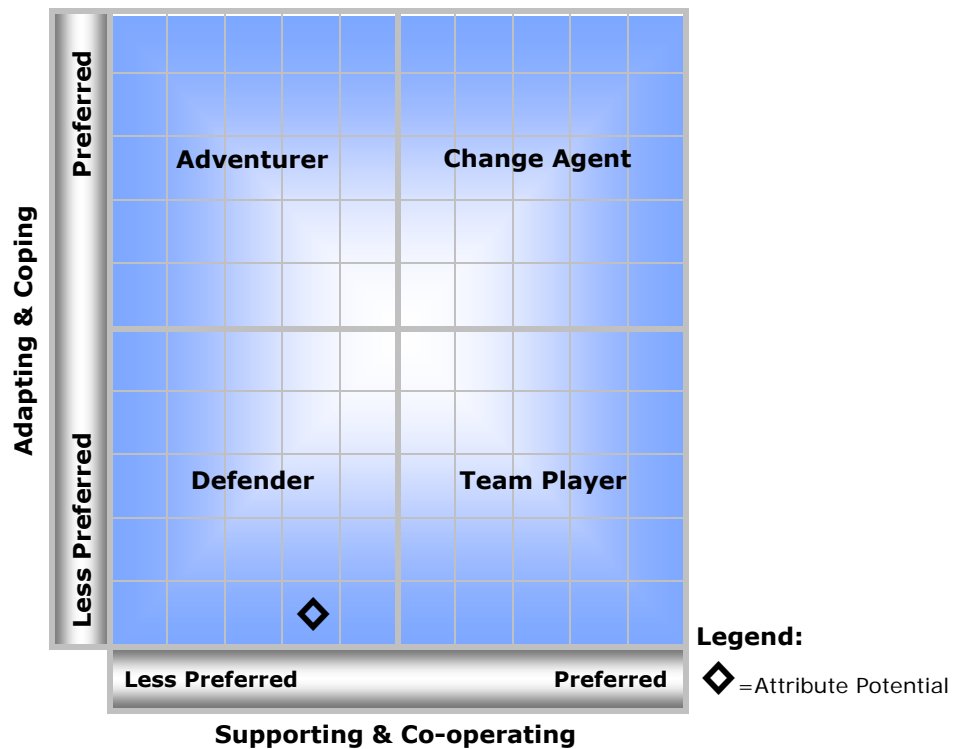 Preferred
Adventurer
Change Agent
Adapting & Coping
Less Preferred
Defender
Team Player
Legend:
=Attribute Potential
Less Preferred
Preferred
Supporting & Co-operating